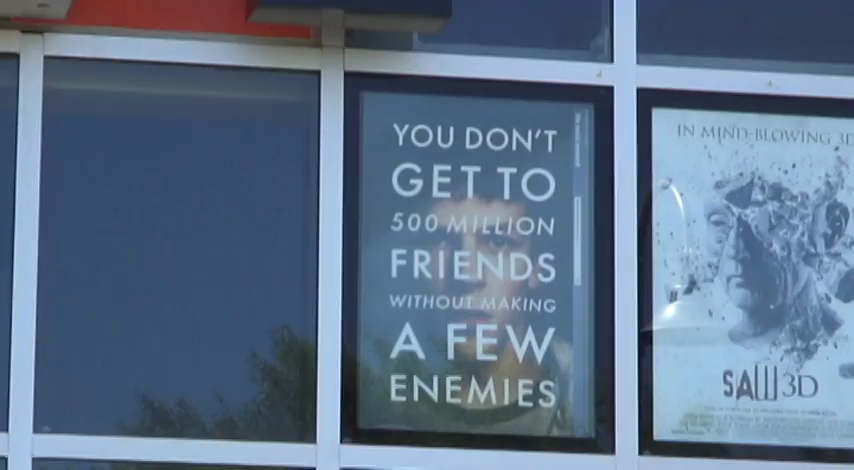 YOU DON'T
GET TO
500 MILLION
FRIENDS
WITHOUT MAKING
A FEW
ENEMIES
IN MIND-BLOWING 3D
SAW 3D